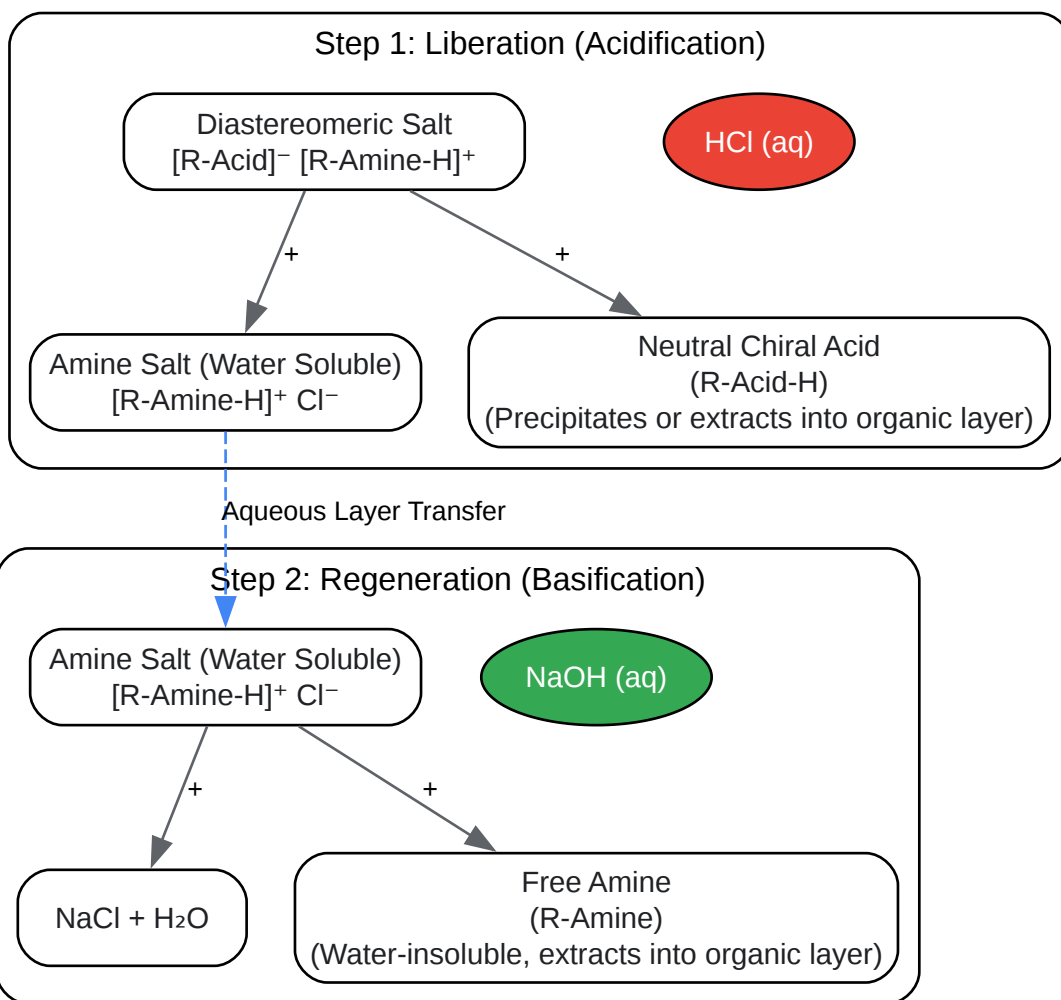 Step 1: Liberation (Acidification)
Diastereomeric Salt
[R-Acid]⁻ [R-Amine-H]⁺
HCl (aq)
+
+
Amine Salt (Water Soluble)
[R-Amine-H]⁺ Cl⁻
Neutral Chiral Acid
(R-Acid-H)
(Precipitates or extracts into organic layer)
Aqueous Layer Transfer
Step 2: Regeneration (Basification)
Amine Salt (Water Soluble)
[R-Amine-H]⁺ Cl⁻
NaOH (aq)
+
+
NaCl + H₂O
Free Amine
(R-Amine)
(Water-insoluble, extracts into organic layer)